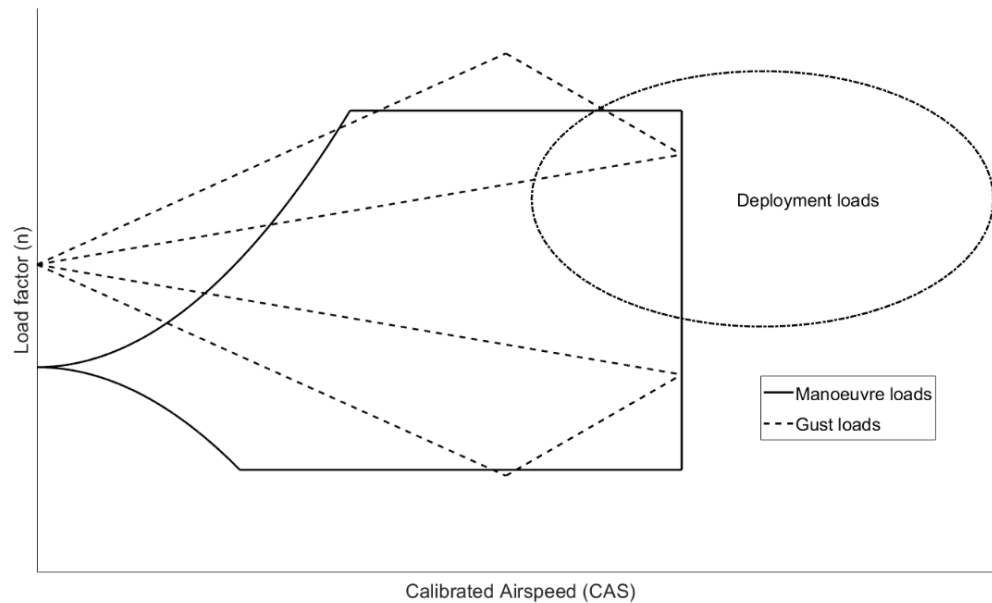 Load factor (n)
Deployment loads
Manoeuvre loads
Gust loads
Calibrated Airspeed (CAS)